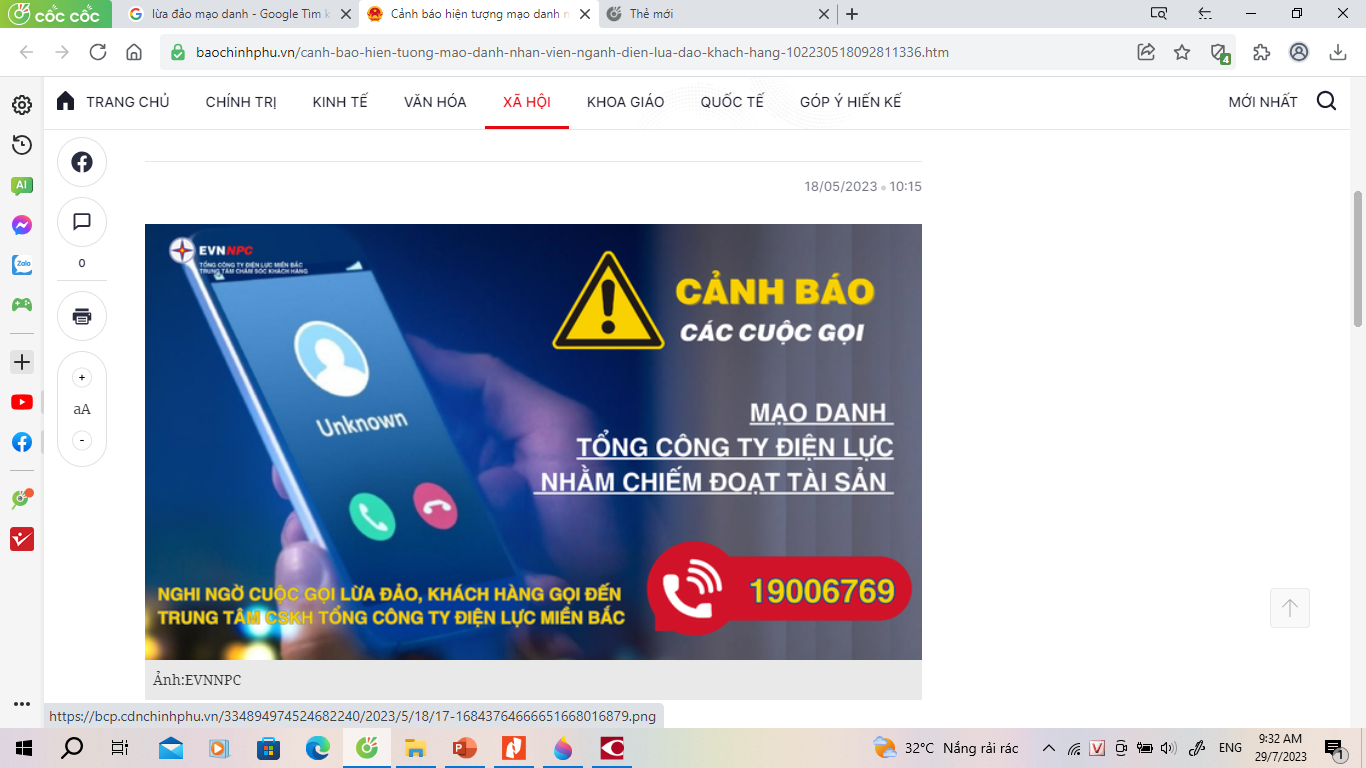 cốc cốc
lừa đảo mạo danh - Google Tìm k
Cảnh báo hiện tượng mạo danh n
Thẻ mới
baochinhphu.vn/canh-bao-hien-tuong-mao-danh-nhan-vien-nganh-dien-lua-dao-khach-hang-102230518092811336.htm
4
TRANG CHỦ
CHÍNH TRỊ
KINH TẾ
VĂN HÓA
XÃ HỘI
KHOA GIÁO
QUỐC TẾ
GÓP Ý HIẾN KẾ
MỚI NHẤT
AI
Zalo
0
+
aA
-
18/05/2023 • 10:15
EVNNPC
TỔNG CÔNG TY ĐIỆN LỰC MIỀN BẮC
TRUNG TÂM CHĂM SÓC KHÁCH HÀNG
Unknown
CẢNH BÁO
CÁC CUỘC GỌI
MẠO DANH
TỔNG CÔNG TY ĐIỆN LỰC
NHẰM CHIẾM ĐOẠT TÀI SẢN
NGHI NGỜ CUỘC GỌI LỪA ĐẢO, KHÁCH HÀNG GỌI ĐẾN
TRUNG TÂM CSKH TỔNG CÔNG TY ĐIỆN LỰC MIỀN BẮC
19006769
Ảnh:EVNNPC
https://bcp.cdnchinhphu.vn/334894974524682240/2023/5/18/17-16843764666651668016879.png
32°C Nắng rải rác
V
ENG
9:32 AM
29/7/2023
1